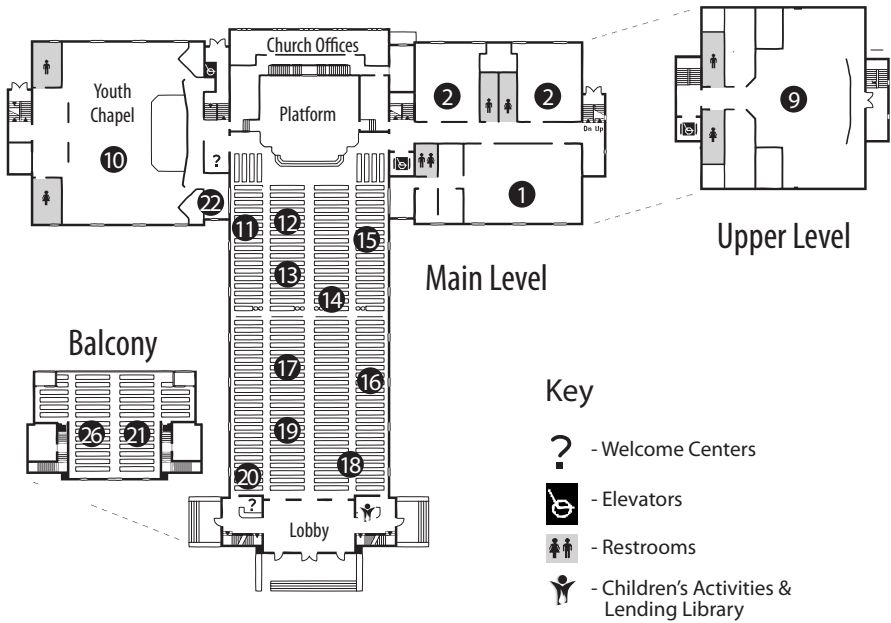 Church Offices
Youth
Chapel
Platform
2
2
Dn Up
9
10
?
1
22
11
12
15
Upper Level
13
Main Level
14
Balcony
17
16
Key
26
21
19
? - Welcome Centers
20
18
- Elevators
?
Lobby
- Restrooms
- Children's Activities &
Lending Library